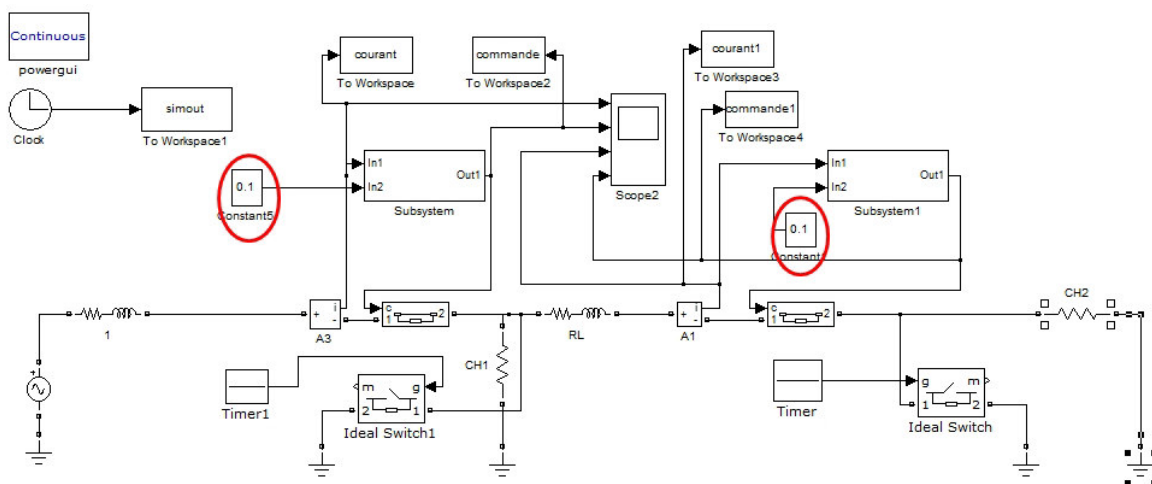 Continuous
powergui
Clock
simout
To Workspace1
courant
To Workspace
commande
To Workspace2
courant1
To Workspace3
commande1
To Workspace4
Scope2
0.1
Constant5
In1
In2
Out1
Subsystem
In1
In2
Out1
Subsystem1
0.1
+
1
+
i
-
A3
c
1
2
RL
+
i
-
A1
c
1
2
CH2
CH1
Timer1
m
g
2
1
Ideal Switch1
Timer
g
m
1
2
Ideal Switch